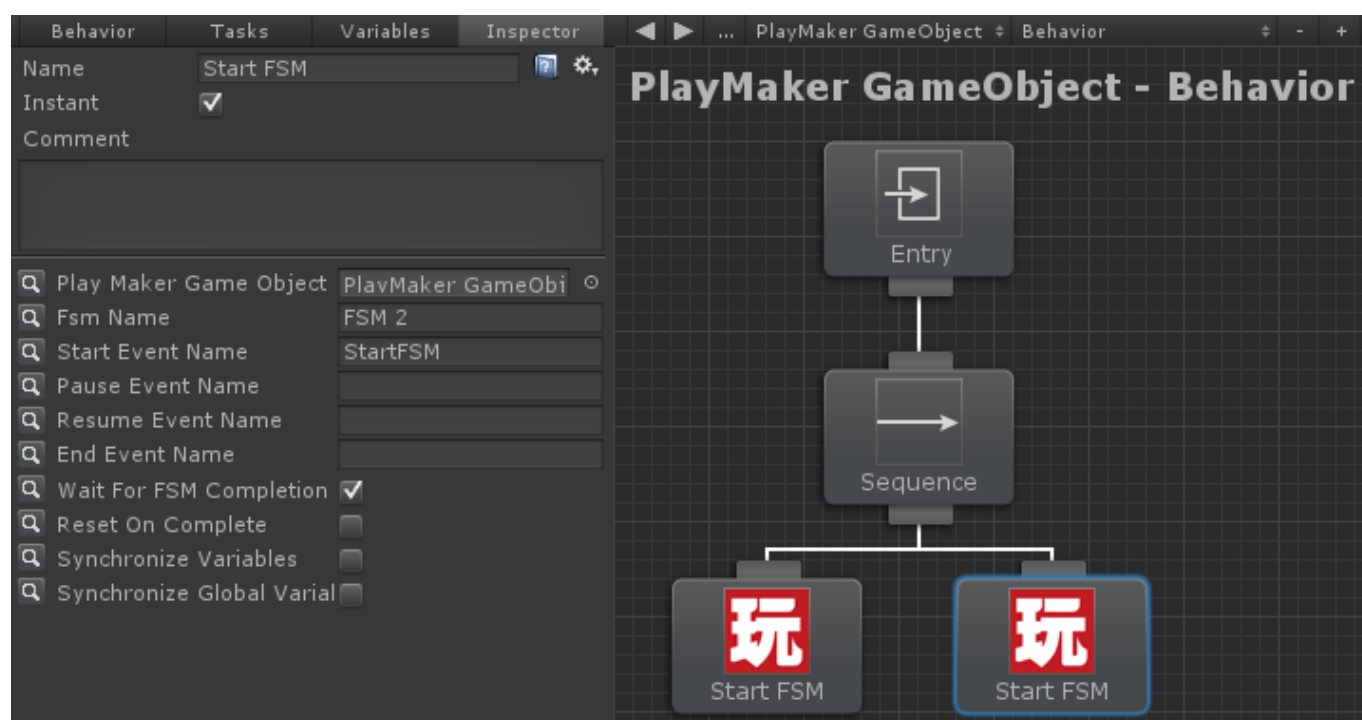 Behavior Tasks Variables Inspector
Name Start FSM
Instant
Comment
Play Maker Game Object PlayMaker GameObj
Fsm Name FSM 2
Start Event Name StartFSM
Pause Event Name
Resume Event Name
End Event Name
Wait For FSM Completion
Reset On Complete
Synchronize Variables
Synchronize Global Varial
... PlayMaker GameObject Behavior - +
PlayMaker GameObject - Behavior
Entry
Sequence
玩 玩
Start FSM Start FSM